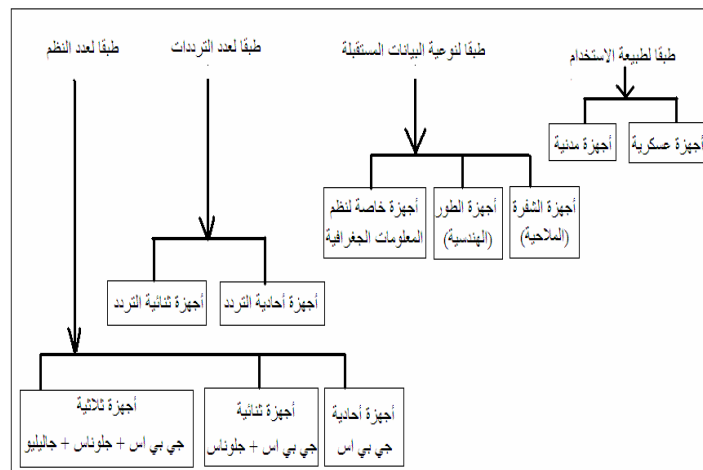 طبقا لطبيعة الاستخدام
أجهزة عسكرية
أجهزة مدنية
طبقا لنوعية البيانات المستقبلة
أجهزة الشفرة
(الملاحية)
أجهزة الطور
(الهندسية)
أجهزة خاصة لنظم
المعلومات الجغرافية
طبقا لعدد الترددات
أجهزة أحادية التردد
أجهزة ثنائية التردد
طبقا لعدد النظم
أجهزة أحادية
جي بي اس
أجهزة ثنائية
جي بي اس + جلوناس
أجهزة ثلاثية
جي بي اس + جلوناس + جاليليو